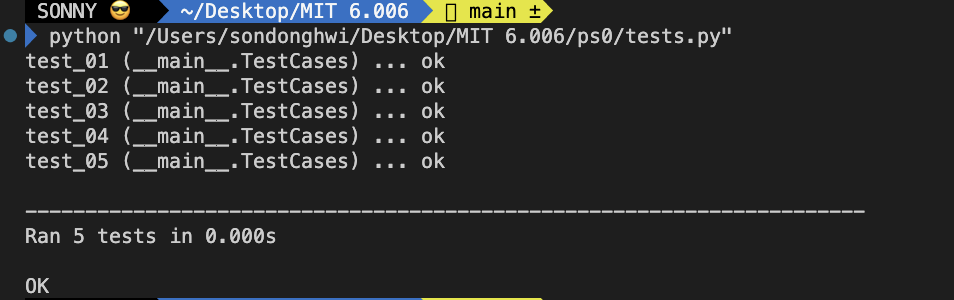 SONNY 😎 ~/Desktop/MIT 6.006 main ±
python "/Users/sondonghwi/Desktop/MIT 6.006/ps0/tests.py"
test_01 (__main__.TestCases) ... ok
test_02 (__main__.TestCases) ... ok
test_03 (__main__.TestCases) ... ok
test_04 (__main__.TestCases) ... ok
test_05 (__main__.TestCases) ... ok
----------------------------------------------------------------------
Ran 5 tests in 0.000s
OK